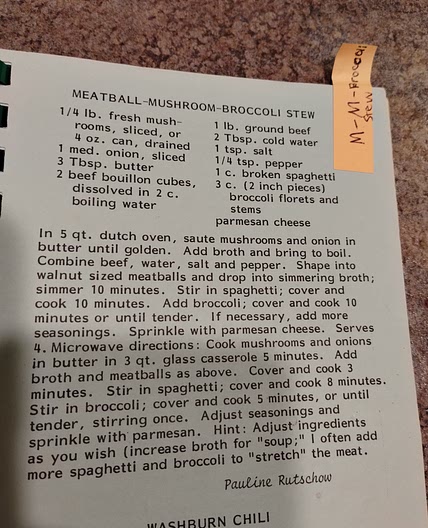 M-M-Broccoli
Stew
MEATBALL-MUSHROOM-BROCCOLI STEW
1/4 lb. fresh mush-
rooms, sliced, or
4 oz. can, drained
1 med. onion, sliced
3 Tbsp. butter
2 beef bouillon cubes,
dissolved in 2 c.
boiling water
1 lb. ground beef
2 Tbsp. cold water
1 tsp. salt
1/4 tsp. pepper
1 c. broken spaghetti
3 c. (2 inch pieces)
broccoli florets and
stems
parmesan cheese
In 5 qt. dutch oven, saute mushrooms and onion in
butter until golden. Add broth and bring to boil.
Combine beef, water, salt and pepper. Shape into
walnut sized meatballs and drop into simmering broth;
simmer 10 minutes. Stir in spaghetti; cover and
cook 10 minutes. Add broccoli; cover and cook 10
minutes or until tender. If necessary, add more
seasonings. Sprinkle with parmesan cheese. Serves
4. Microwave directions: Cook mushrooms and onions
in butter in 3 qt. glass casserole 5 minutes. Add
broth and meatballs as above. Cover and cook 3
minutes. Stir in spaghetti; cover and cook 8 minutes.
Stir in broccoli; cover and cook 5 minutes, or until
tender, stirring once. Adjust seasonings and
sprinkle with parmesan. Hint: Adjust ingredients
as you wish (increase broth for "soup;" I often add
more spaghetti and broccoli to "stretch" the meat.
Pauline Rutschow
WASHBURN CHILI